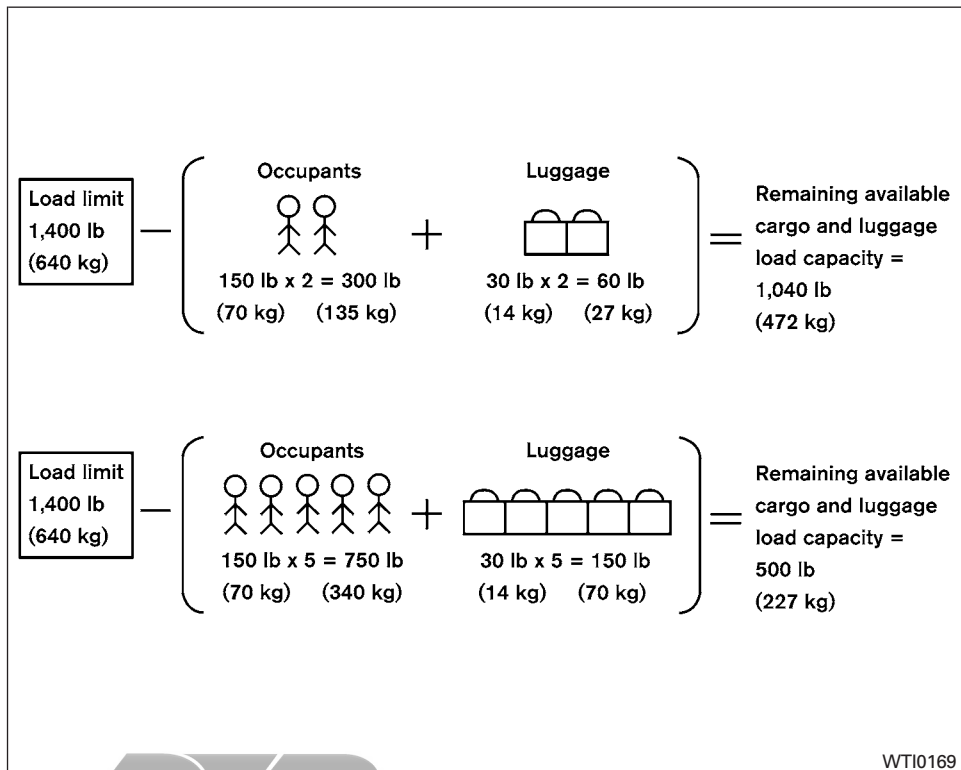 Load limit
1,400 lb
(640 kg)
Occupants
150 lb x 2 = 300 lb
(70 kg) (135 kg)
+
Luggage
30 lb x 2 = 60 lb
(14 kg) (27 kg)
=
Remaining available
cargo and luggage
load capacity =
1,040 lb
(472 kg)
Load limit
1,400 lb
(640 kg)
Occupants
150 lb x 5 = 750 lb
(70 kg) (340 kg)
+
Luggage
30 lb x 5 = 150 lb
(14 kg) (70 kg)
=
Remaining available
cargo and luggage
load capacity =
500 lb
(227 kg)
WTI0169